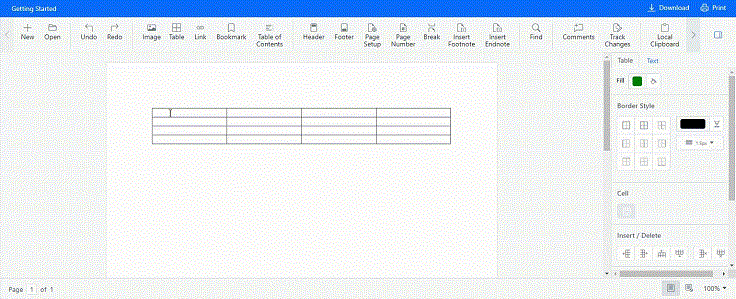 Getting Started
Download
Print
New
Open
Undo
Redo
Image
Table
Link
Bookmark
Table of
Contents
Header
Footer
Page
Setup
Page
Number
Break
Insert
Footnote
Insert
Endnote
Find
Comments
Track
Changes
Local
Clipboard
Table
Text
Fill
Border Style
1.5px
Cell
Insert / Delete
Page 1 of 1
100%